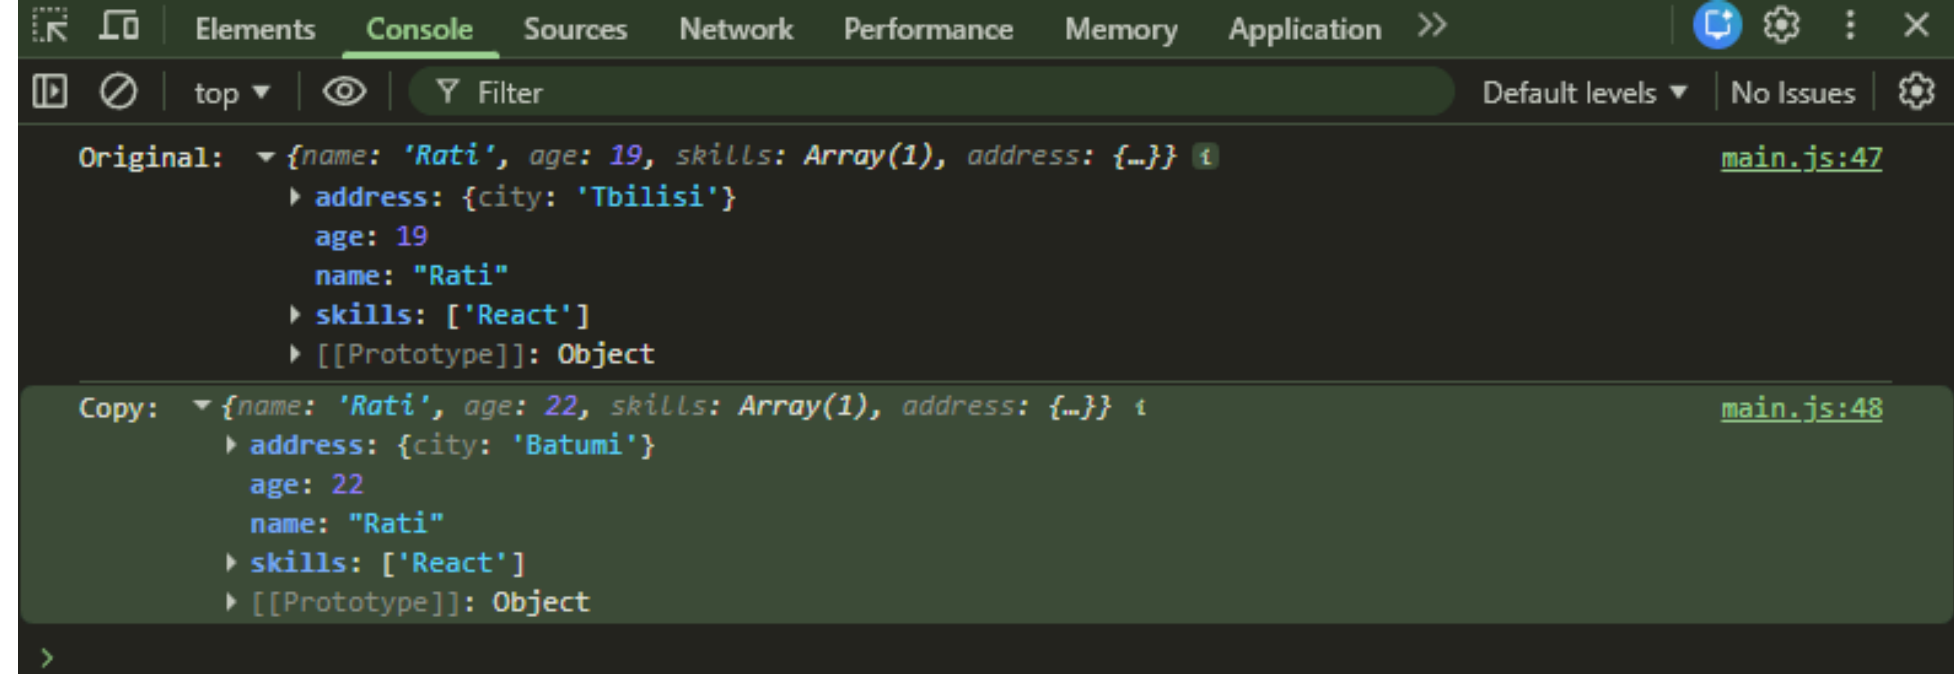 Elements Console Sources Network Performance Memory Application
top Filter Default levels No Issues
Original: {name: 'Rati', age: 19, skills: Array(1), address: {…}} i main.js:47
address: {city: 'Tbilisi'}
age: 19
name: "Rati"
skills: ['React']
[[Prototype]]: Object
Copy: {name: 'Rati', age: 22, skills: Array(1), address: {…}} i main.js:48
address: {city: 'Batumi'}
age: 22
name: "Rati"
skills: ['React']
[[Prototype]]: Object